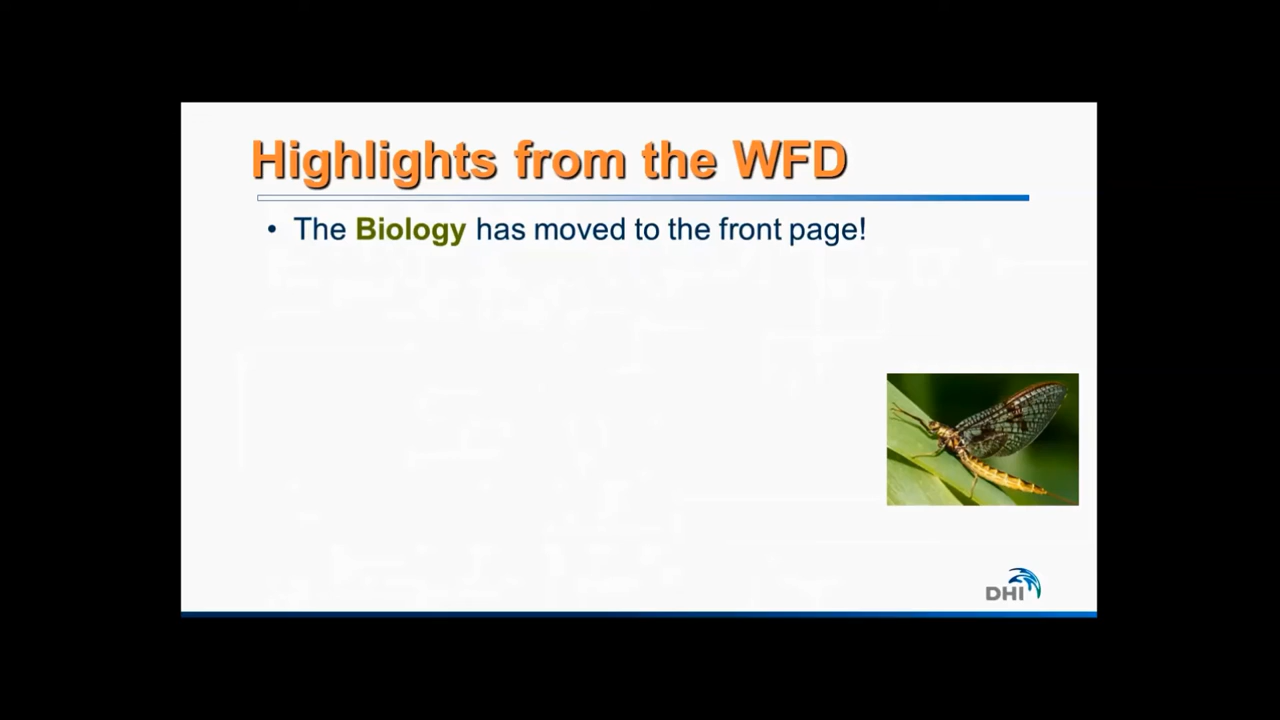 Highlights from the WFD
• The Biology has moved to the front page!
DHI